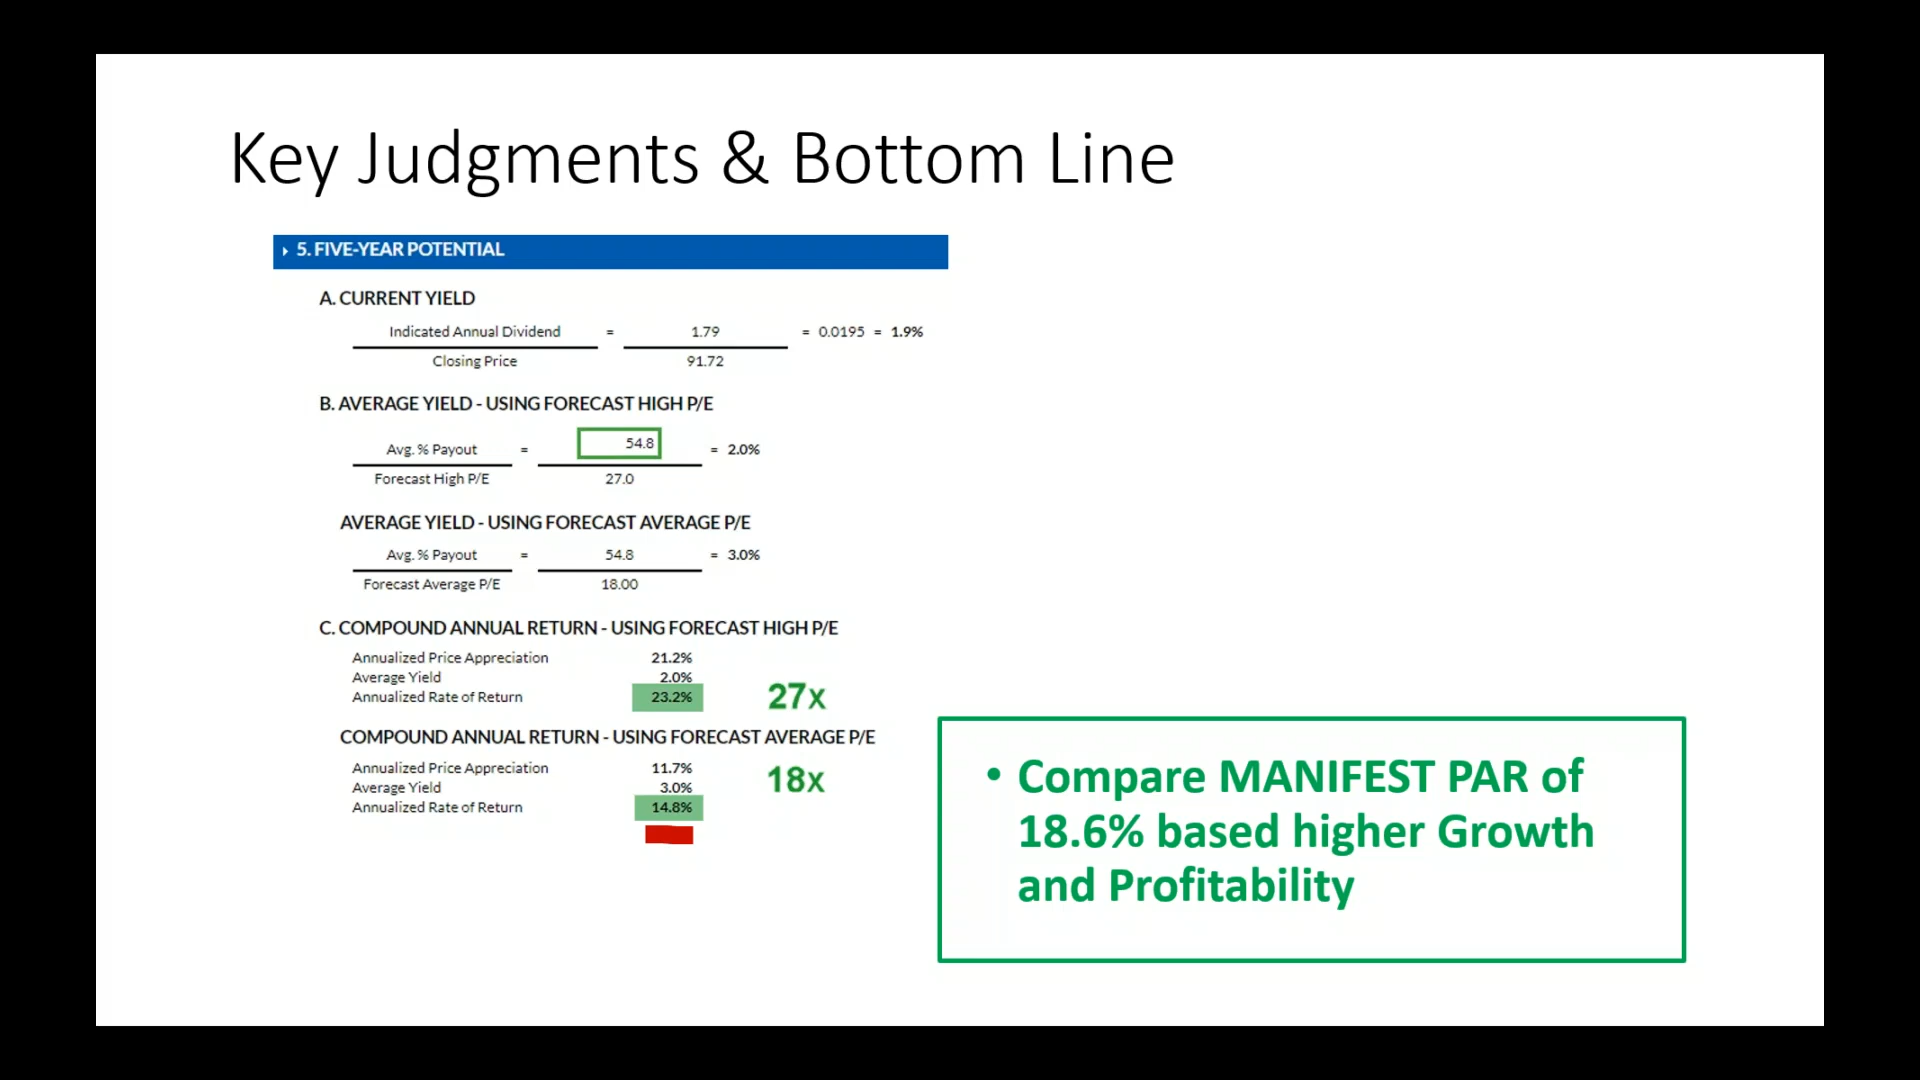 Key Judgments & Bottom Line
5. FIVE-YEAR POTENTIAL
A. CURRENT YIELD
Indicated Annual Dividend = 1.79 = 0.0195 = 1.9%
Closing Price 91.72
B. AVERAGE YIELD - USING FORECAST HIGH P/E
Avg. % Payout = 54.8 = 2.0%
Forecast High P/E 27.0
AVERAGE YIELD - USING FORECAST AVERAGE P/E
Avg. % Payout = 54.8 = 3.0%
Forecast Average P/E 18.00
C. COMPOUND ANNUAL RETURN - USING FORECAST HIGH P/E
Annualized Price Appreciation 21.2%
Average Yield 2.0%
Annualized Rate of Return 23.2% 27x
COMPOUND ANNUAL RETURN - USING FORECAST AVERAGE P/E
Annualized Price Appreciation 11.7%
Average Yield 3.0% 18x
Annualized Rate of Return 14.8%
• Compare MANIFEST PAR of
18.6% based higher Growth
and Profitability